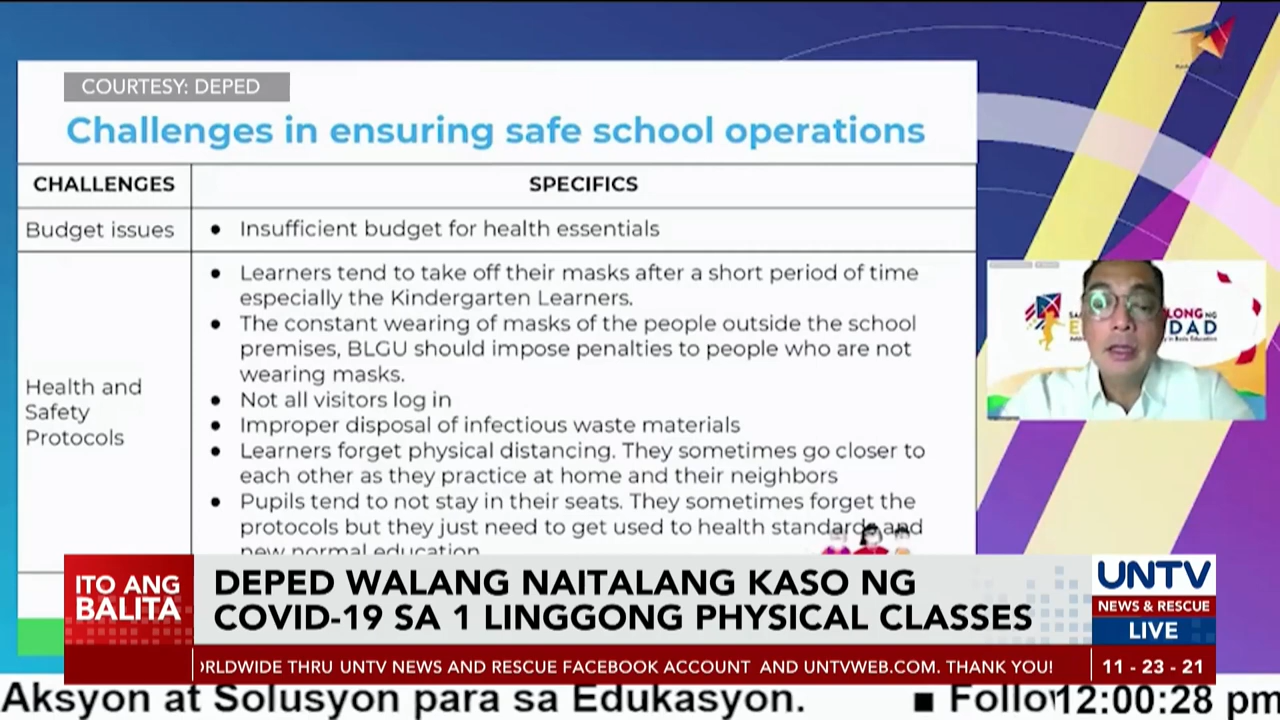 COURTESY: DEPED
Challenges in ensuring safe school operations
CHALLENGES
SPECIFICS
Budget issues
● Insufficient budget for health essentials
Health and
Safety
Protocols
● Learners tend to take off their masks after a short period of time
especially the Kindergarten Learners.
● The constant wearing of masks of the people outside the school
premises, BLGU should impose penalties to people who are not
wearing masks.
● Not all visitors log in
● Improper disposal of infectious waste materials
● Learners forget physical distancing. They sometimes go closer to
each other as they practice at home and their neighbors
● Pupils tend to not stay in their seats. They sometimes forget the
protocols but they just need to get used to health standards and
new normal education
LONG NG
DAD
ITO ANG
BALITA
DEPED WALANG NAITALANG KASO NG
COVID-19 SA 1 LINGGONG PHYSICAL CLASSES
UNTV
NEWS & RESCUE
LIVE
ORLDWIDE THRU UNTV NEWS AND RESCUE FACEBOOK ACCOUNT AND UNTVWEB.COM. THANK YOU!
11 - 23 - 21
Aksyon at Solusyon para sa Edukasyon. ■ Follo
12:00:28 pm